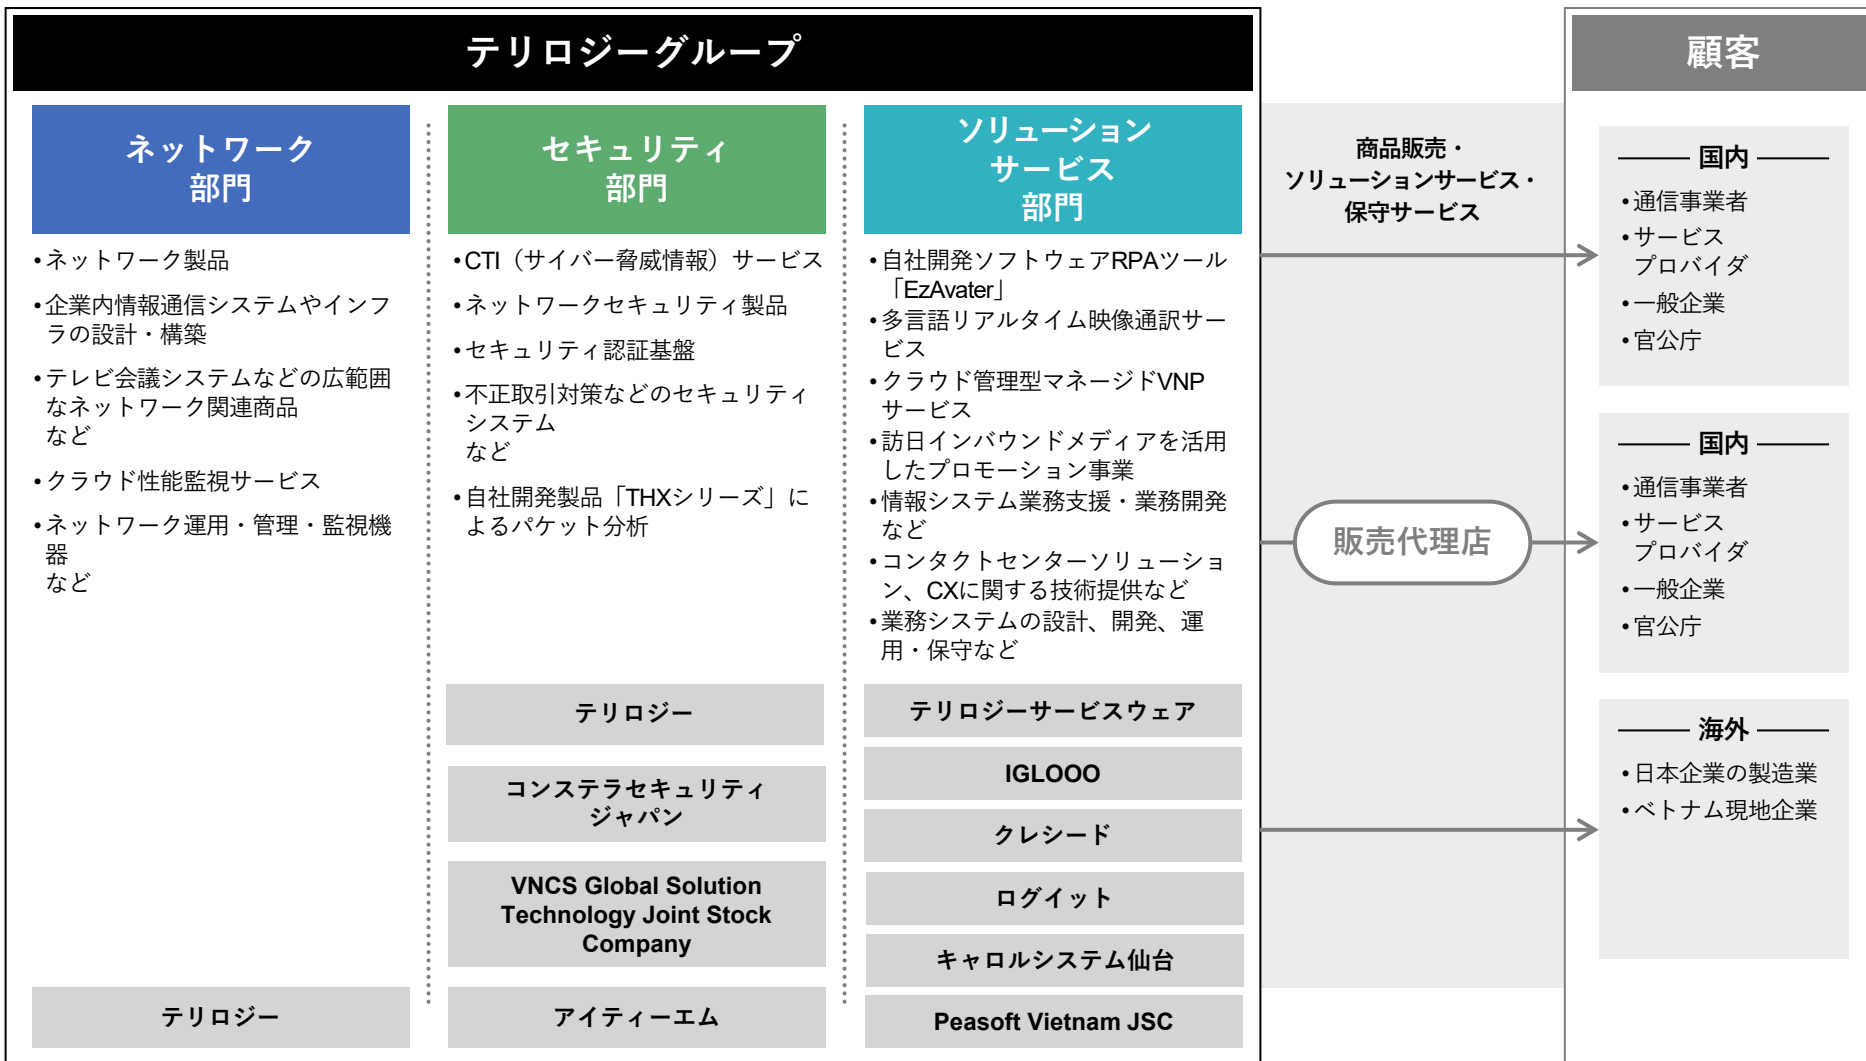 テリロジーグループ
ネットワーク
部門
•ネットワーク製品
•企業内情報通信システムやインフ
ラの設計・構築
•テレビ会議システムなどの広範囲
なネットワーク関連商品
など
•クラウド性能監視サービス
•ネットワーク運用・管理・監視機
器
など
テリロジー
セキュリティ
部門
•CTI（サイバー脅威情報）サービス
•ネットワークセキュリティ製品
•セキュリティ認証基盤
•不正取引対策などのセキュリティ
システム
など
•自社開発製品「THXシリーズ」に
よるパケット分析
テリロジー
コンステラセキュリティ
ジャパン
VNCS Global Solution
Technology Joint Stock
Company
アイティーエム
ソリューション
サービス
部門
•自社開発ソフトウェアRPAツール
「EzAvater」
•多言語リアルタイム映像通訳サー
ビス
•クラウド管理型マネージドVNP
サービス
•訪日インバウンドメディアを活用
したプロモーション事業
•情報システム業務支援・業務開発
など
•コンタクトセンターソリューショ
ン、CXに関する技術提供など
•業務システムの設計、開発、運
用・保守など
テリロジーサービスウェア
IGLOOO
クレシード
ログイット
キャロルシステム仙台
Peasoft Vietnam JSC
商品販売・
ソリューションサービス・
保守サービス
販売代理店
顧客
国内
•通信事業者
•サービス
プロバイダ
•一般企業
•官公庁
国内
•通信事業者
•サービス
プロバイダ
•一般企業
•官公庁
海外
•日本企業の製造業
•ベトナム現地企業